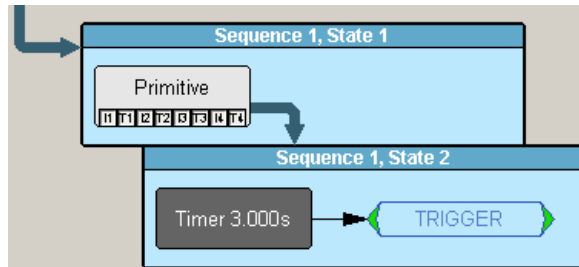 Sequence 1, State 1
Primitive
I1 T1 I2 T2 I3 T3 I4 T4
Sequence 1, State 2
Timer 3.000s
TRIGGER